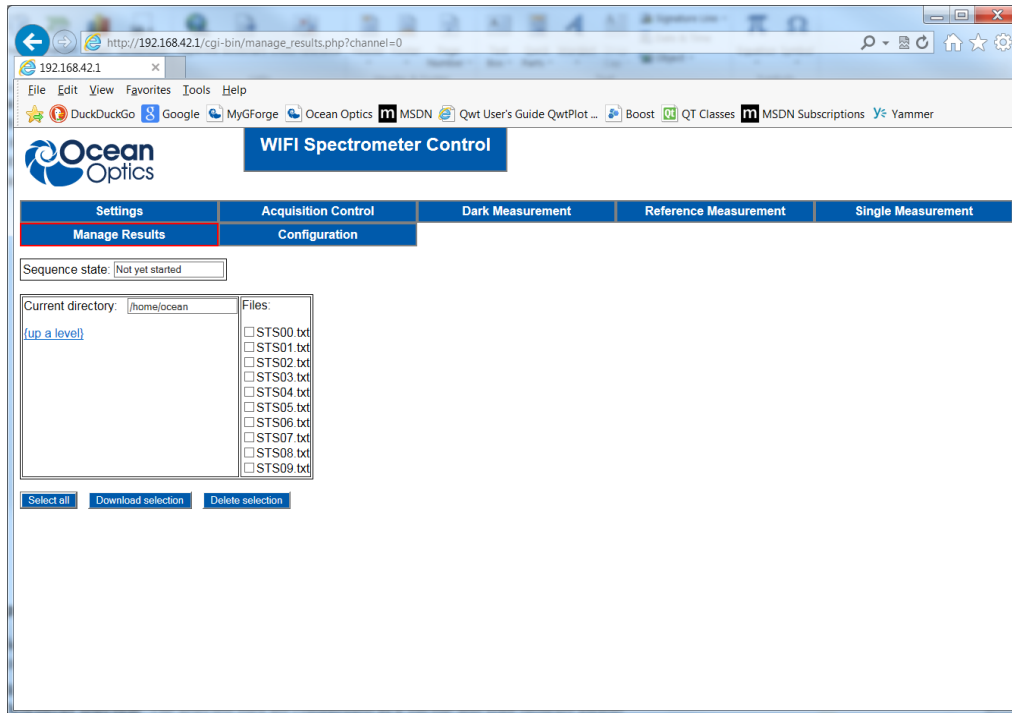 http://192.168.42.1/cgi-bin/manage_results.php?channel=0
192.168.42.1
File Edit View Favorites Tools Help
DuckDuckGo Google MyGForge Ocean Optics MSDN Qwt User's Guide QwtPlot ... Boost QT Classes MSDN Subscriptions Yammer
Ocean Optics
WIFI Spectrometer Control
Settings Acquisition Control Dark Measurement Reference Measurement Single Measurement
Manage Results Configuration
Sequence state: Not yet started
Current directory: /home/ocean Files:
{up a level}
STS00.txt
STS01.txt
STS02.txt
STS03.txt
STS04.txt
STS05.txt
STS06.txt
STS07.txt
STS08.txt
STS09.txt
Select all Download selection Delete selection